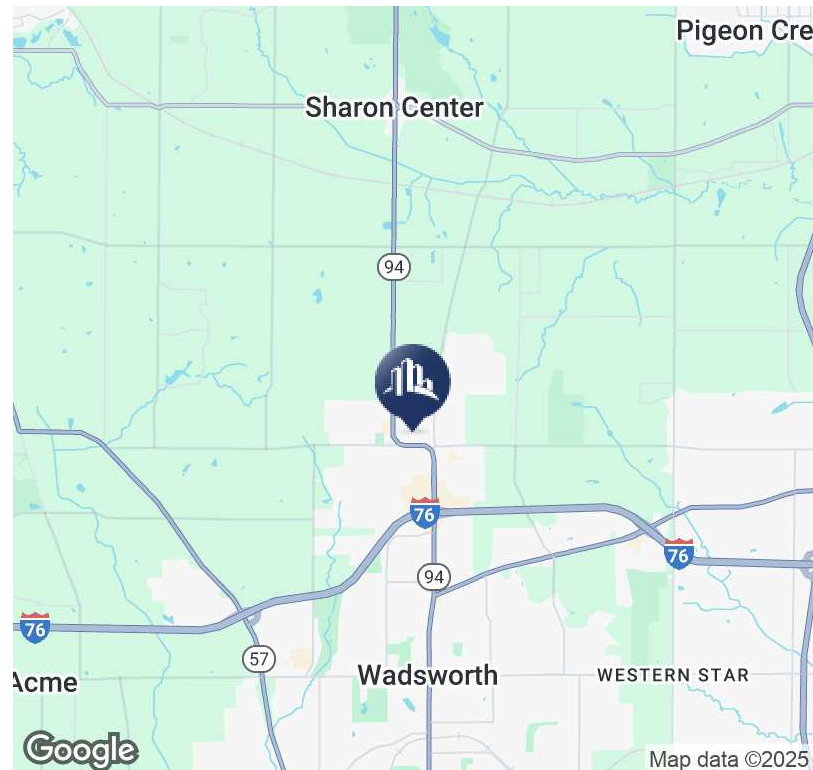 Pigeon Cre
Sharon Center
94
76
76
94
76
57
Acme
Wadsworth
WESTERN STAR
Google
Map data ©2025